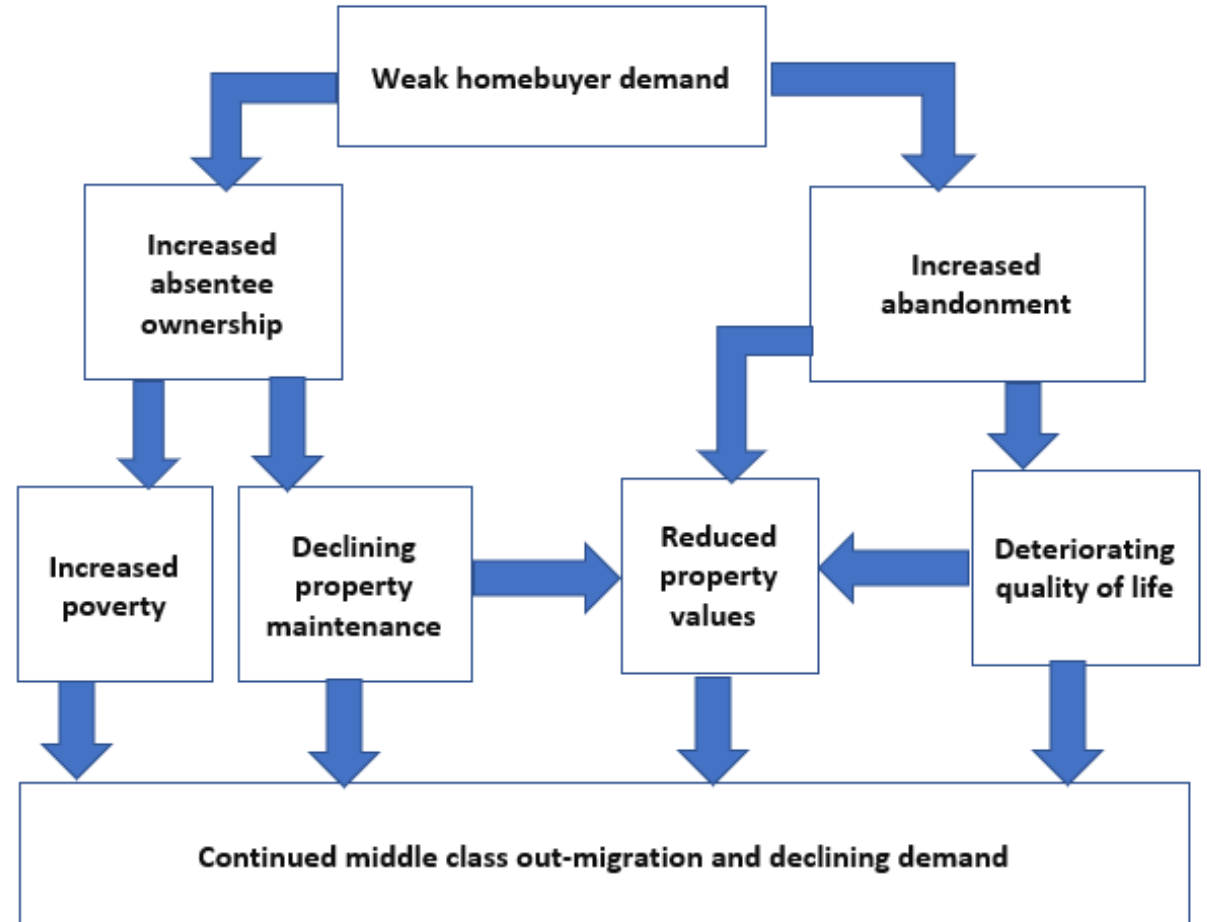 Weak homebuyer demand
Increased
absentee
ownership
Increased
abandonment
Increased
poverty
Declining
property
maintenance
Reduced
property
values
Deteriorating
quality of life
Continued middle class out-migration and declining demand